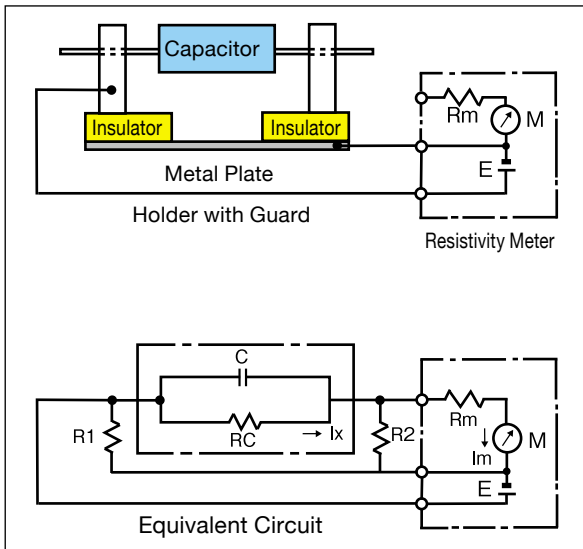 Capacitor
Insulator
Insulator
Rm
M
E
Metal Plate
Holder with Guard
Resistivity Meter
C
RC
→ Ix
R1
R2
Rm
Im
M
E
Equivalent Circuit